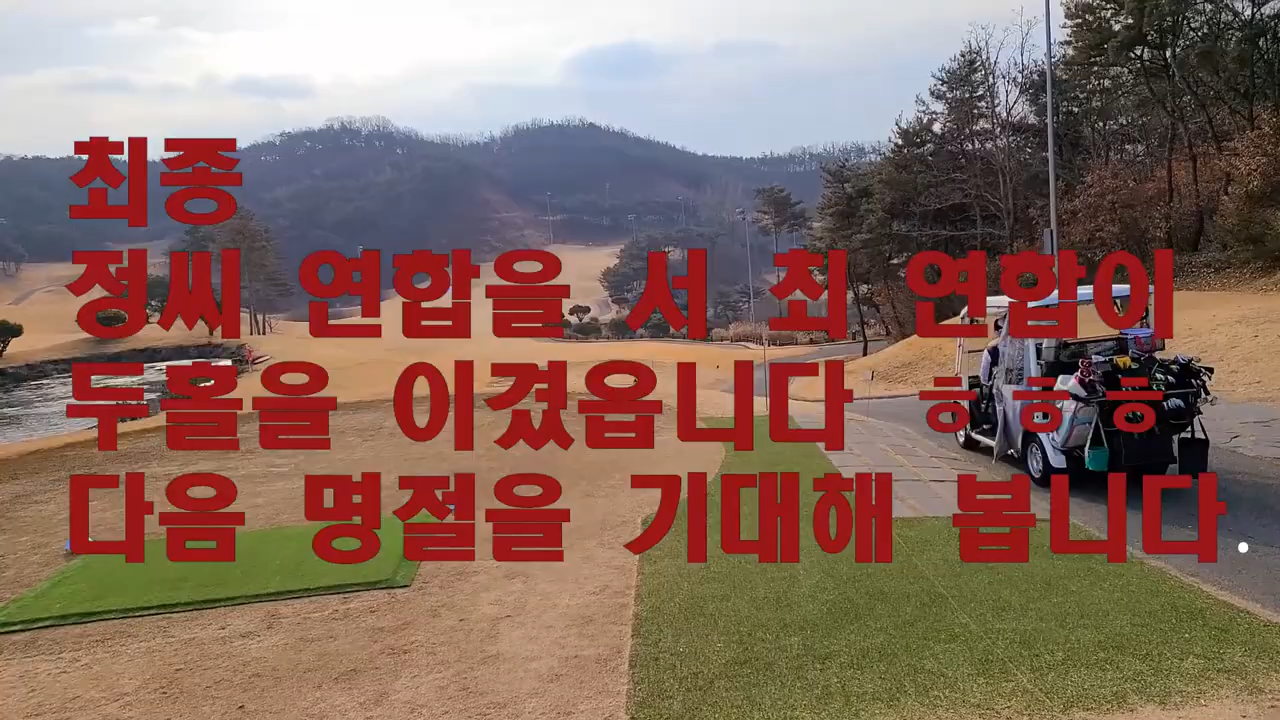 최종
정씨 연합을 서 최 연합이
두홀을 이겼읍니다 ㅎㅎㅎ
다음 명절을 기대해 봅니다.